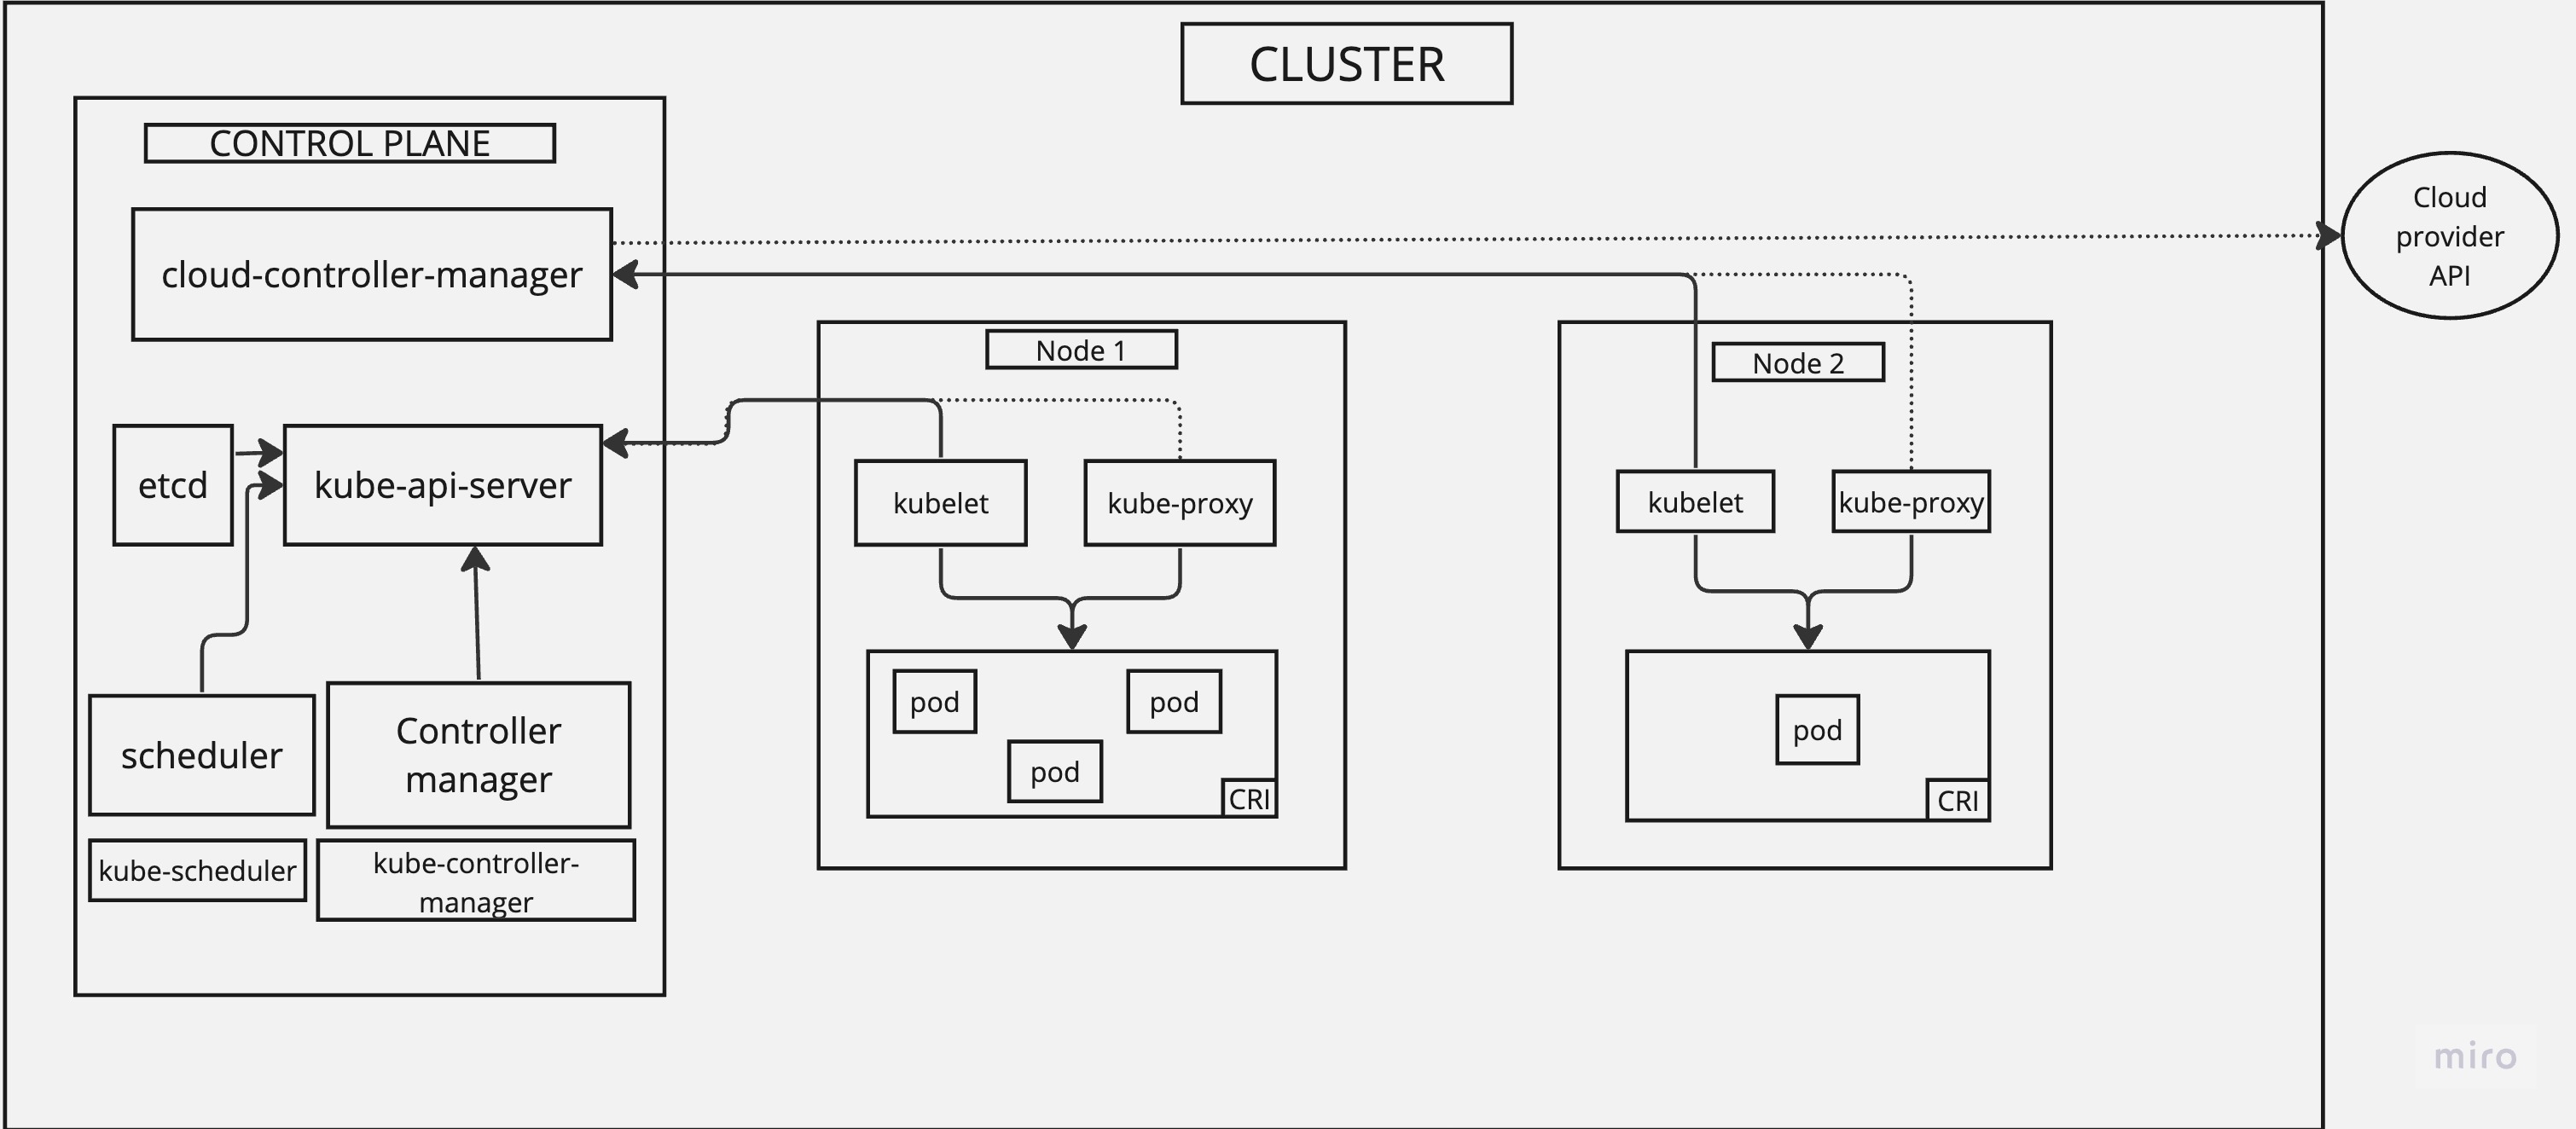 CLUSTER
CONTROL PLANE
cloud-controller-manager
Cloud
provider
API
Node 1
Node 2
etcd
kube-api-server
kubelet
kube-proxy
kubelet
kube-proxy
scheduler
Controller
manager
pod
pod
pod
CRI
pod
CRI
kube-scheduler
kube-controller-
manager
miro